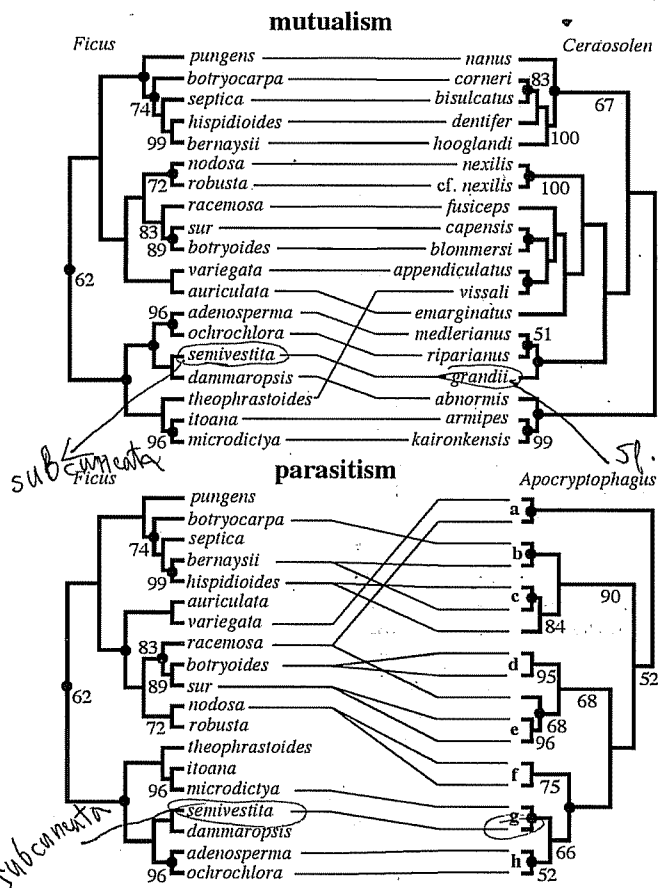 mutualism
Ficus
Ceratosolen
pungens nanus
botryocarpa corneri 83
74 septica bisulcatus 67
hispidioides dentifer
99 bernaysii hooglandi 100
nodosa nexilis
72 robusta cf. nexilis 100
racemosa fusiceps
83 sur capensis
89 botryoides blommersi
62 variegata appendiculatus
auriculata vissali
96 adenosperma emarginatus
ochrochlora medlerianus 51
semivestita riparianus
dammaropsis grandii
theophrastoides abnormis
itoana armipes
96 microdictya kaironkensis 99
subcuneata
sp.
parasitism
Ficus
Apocryptophagus
pungens a
botryocarpa
74 septica b
bernaysii 90
99 hispidioides c
auriculata 84
variegata
83 racemosa
botryoides d 95 52
62 89 sur 68
nodosa e 68
72 robusta 96
theophrastoides f 75
itoana
96 microdictya
semivestita g
dammaropsis 66
adenosperma h
96 ochrochlora 52
subcuneata